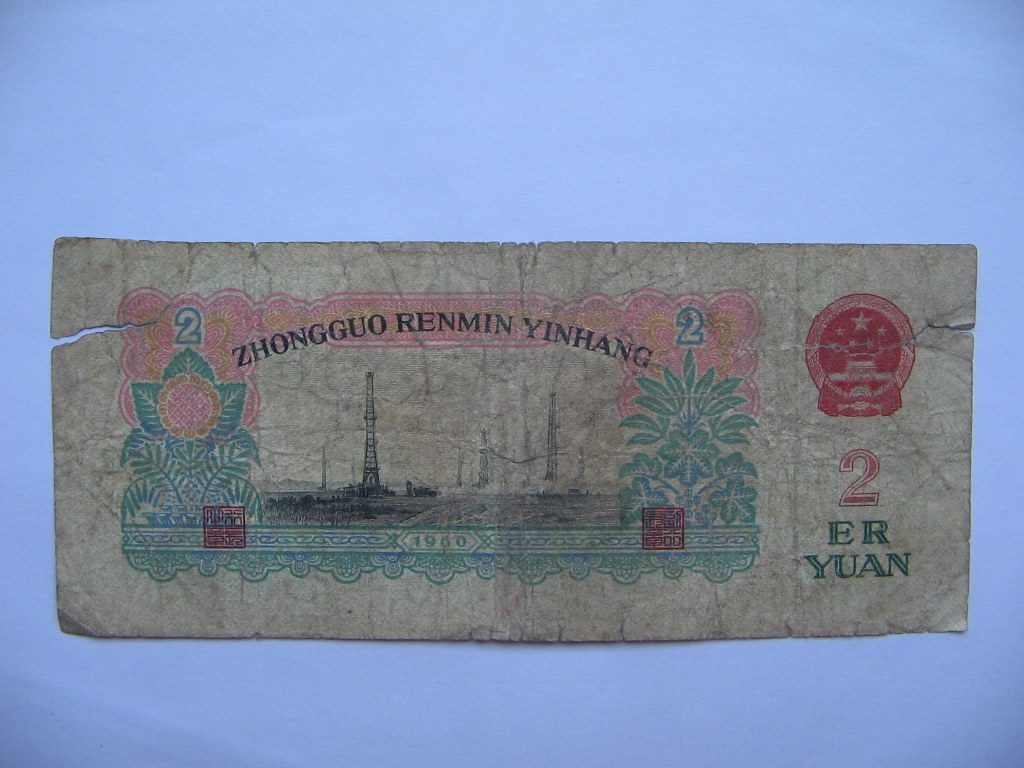 2
2
ZHONGGUO RENMIN YINHANG
2
ER
YUAN
1960